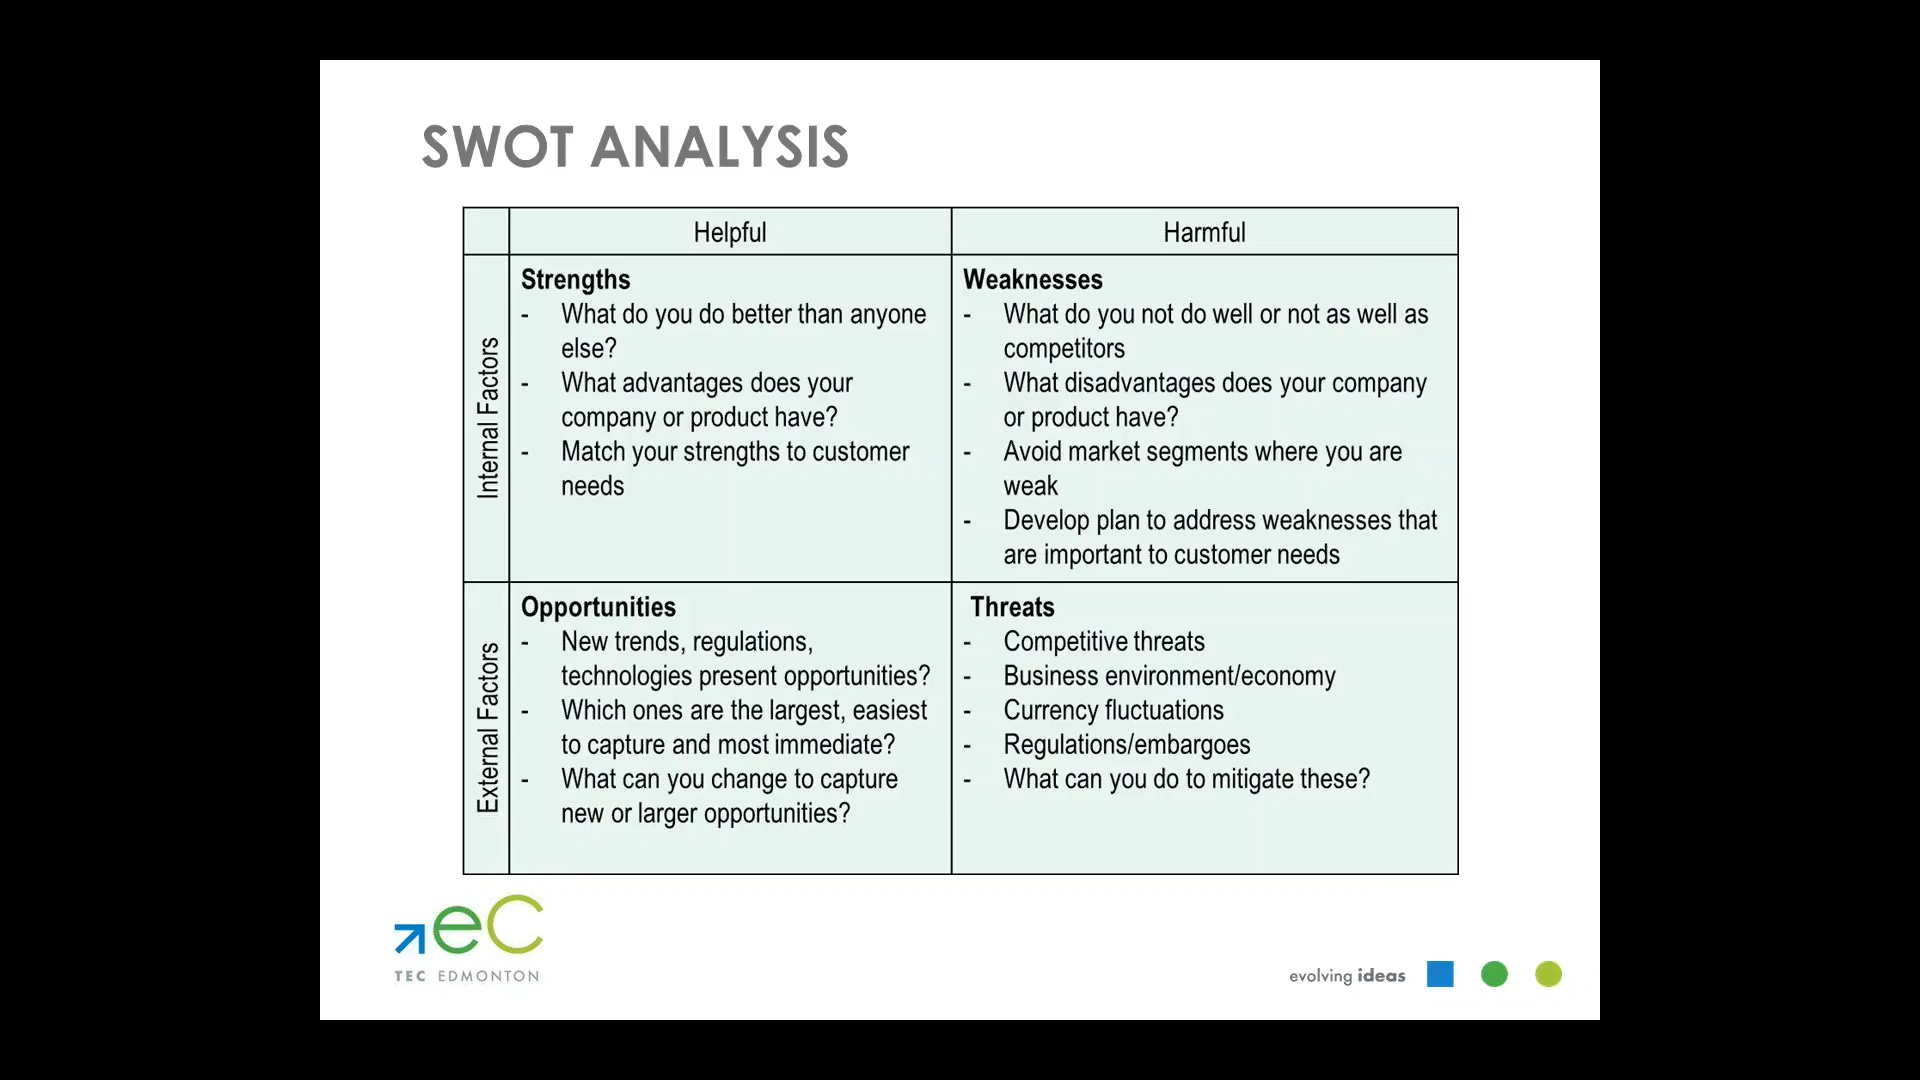 SWOT ANALYSIS
Helpful
Harmful
Internal Factors
Strengths
- What do you do better than anyone
else?
- What advantages does your
company or product have?
- Match your strengths to customer
needs
Weaknesses
- What do you not do well or not as well as
competitors
- What disadvantages does your company
or product have?
- Avoid market segments where you are
weak
- Develop plan to address weaknesses that
are important to customer needs
External Factors
Opportunities
- New trends, regulations,
technologies present opportunities?
- Which ones are the largest, easiest
to capture and most immediate?
- What can you change to capture
new or larger opportunities?
Threats
- Competitive threats
- Business environment/economy
- Currency fluctuations
- Regulations/embargoes
- What can you do to mitigate these?
eC
TEC EDMONTON
evolving ideas